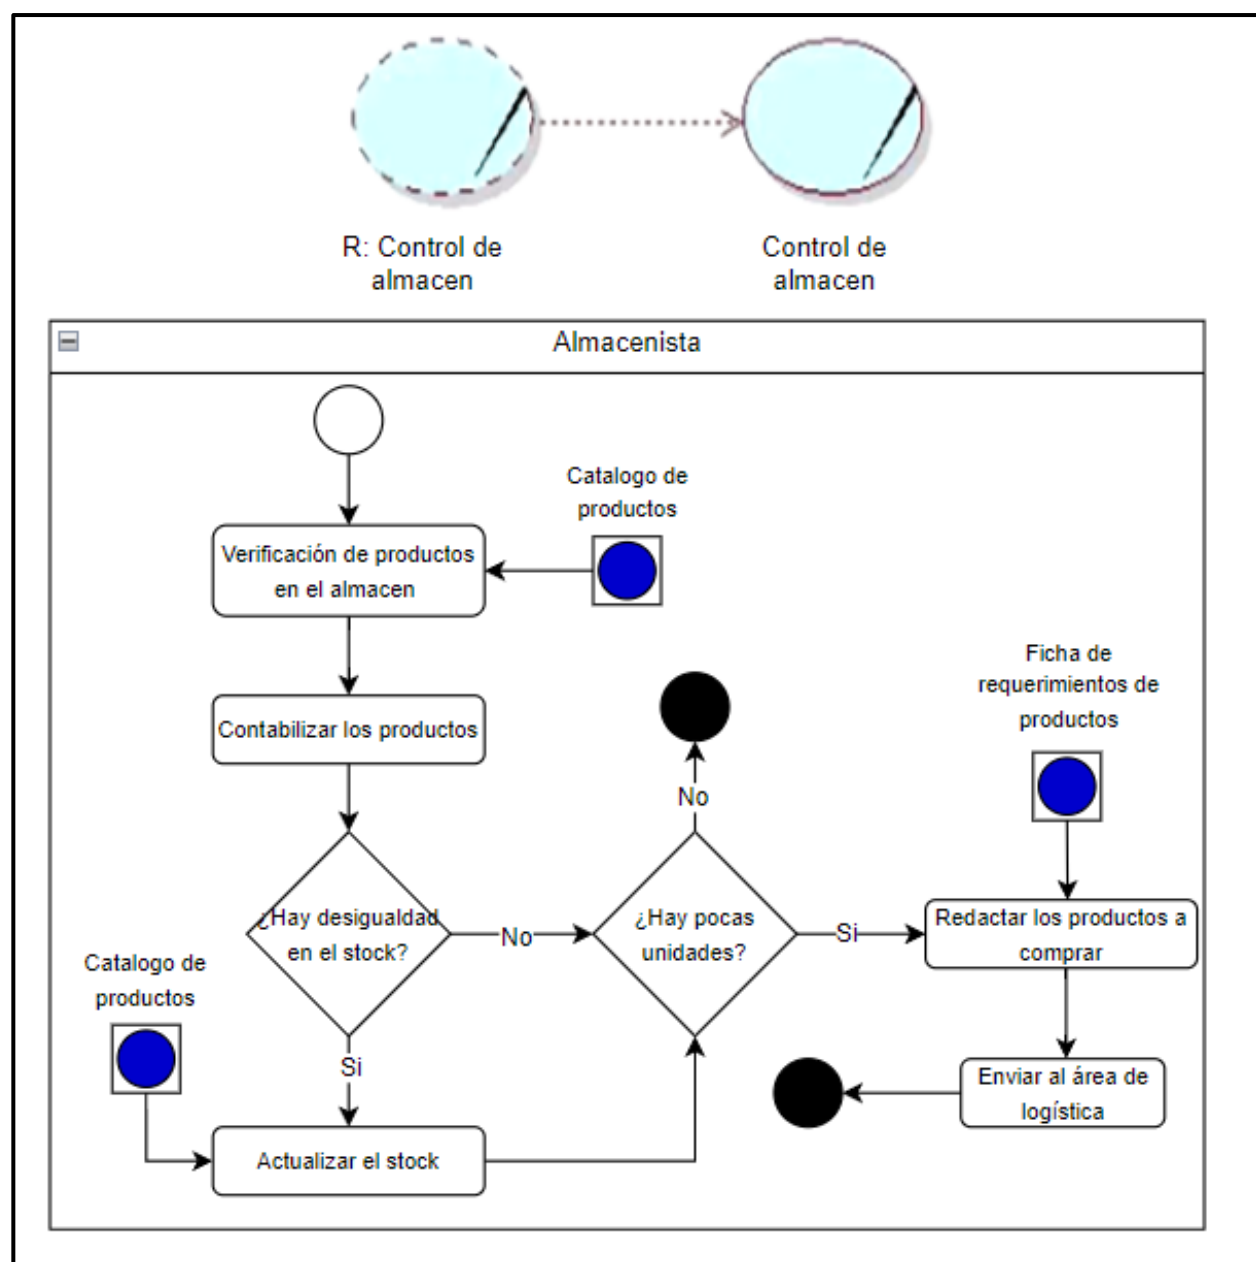 R: Control de
almacen
Control de
almacen
Almacenista
Catalogo de
productos
Verificación de productos
en el almacen
Ficha de
requerimientos de
productos
Contabilizar los productos
No
¿Hay desigualdad
en el stock?
No
¿Hay pocas
unidades?
Si
Redactar los productos a
comprar
Catalogo de
productos
Si
Enviar al área de
logística
Actualizar el stock